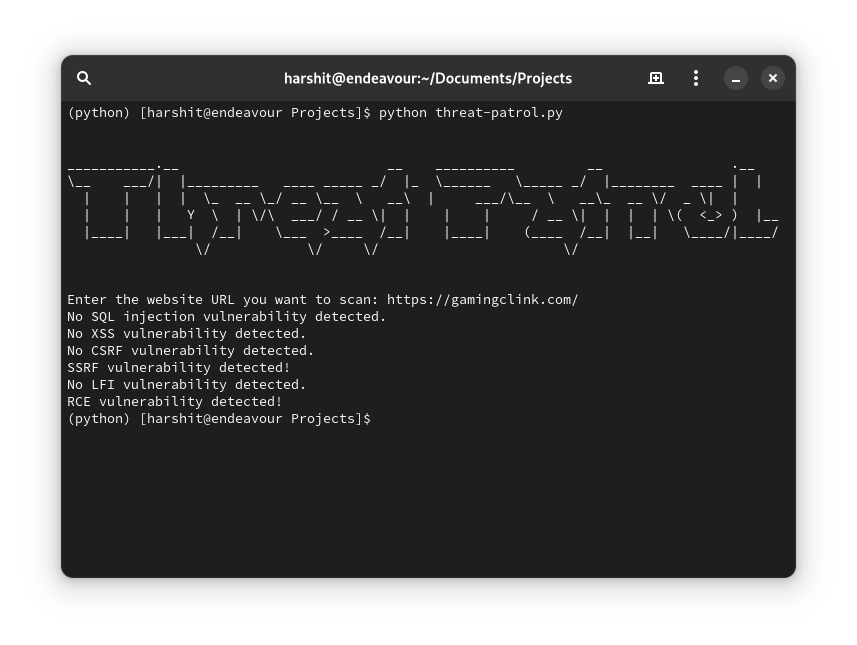 harshit@endeavour:~/Documents/Projects
(python) [harshit@endeavour Projects]$ python threat-patrol.py
Threat Patrol
Enter the website URL you want to scan: https://gamingclink.com/
No SQL injection vulnerability detected.
No XSS vulnerability detected.
No CSRF vulnerability detected.
SSRF vulnerability detected!
No LFI vulnerability detected.
RCE vulnerability detected!
(python) [harshit@endeavour Projects]$